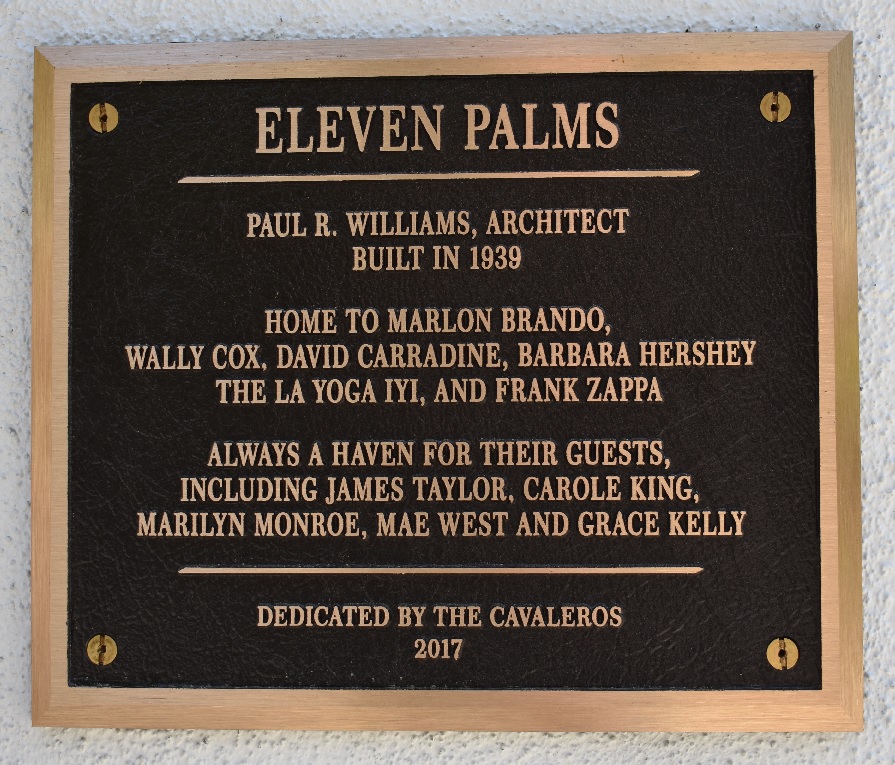 ELEVEN PALMS
PAUL R. WILLIAMS, ARCHITECT
BUILT IN 1939
HOME TO MARLON BRANDO,
WALLY COX, DAVID CARRADINE, BARBARA HERSHEY
THE LA YOGA IYI, AND FRANK ZAPPA
ALWAYS A HAVEN FOR THEIR GUESTS,
INCLUDING JAMES TAYLOR, CAROLE KING,
MARILYN MONROE, MAE WEST AND GRACE KELLY
DEDICATED BY THE CAVALEROS
2017